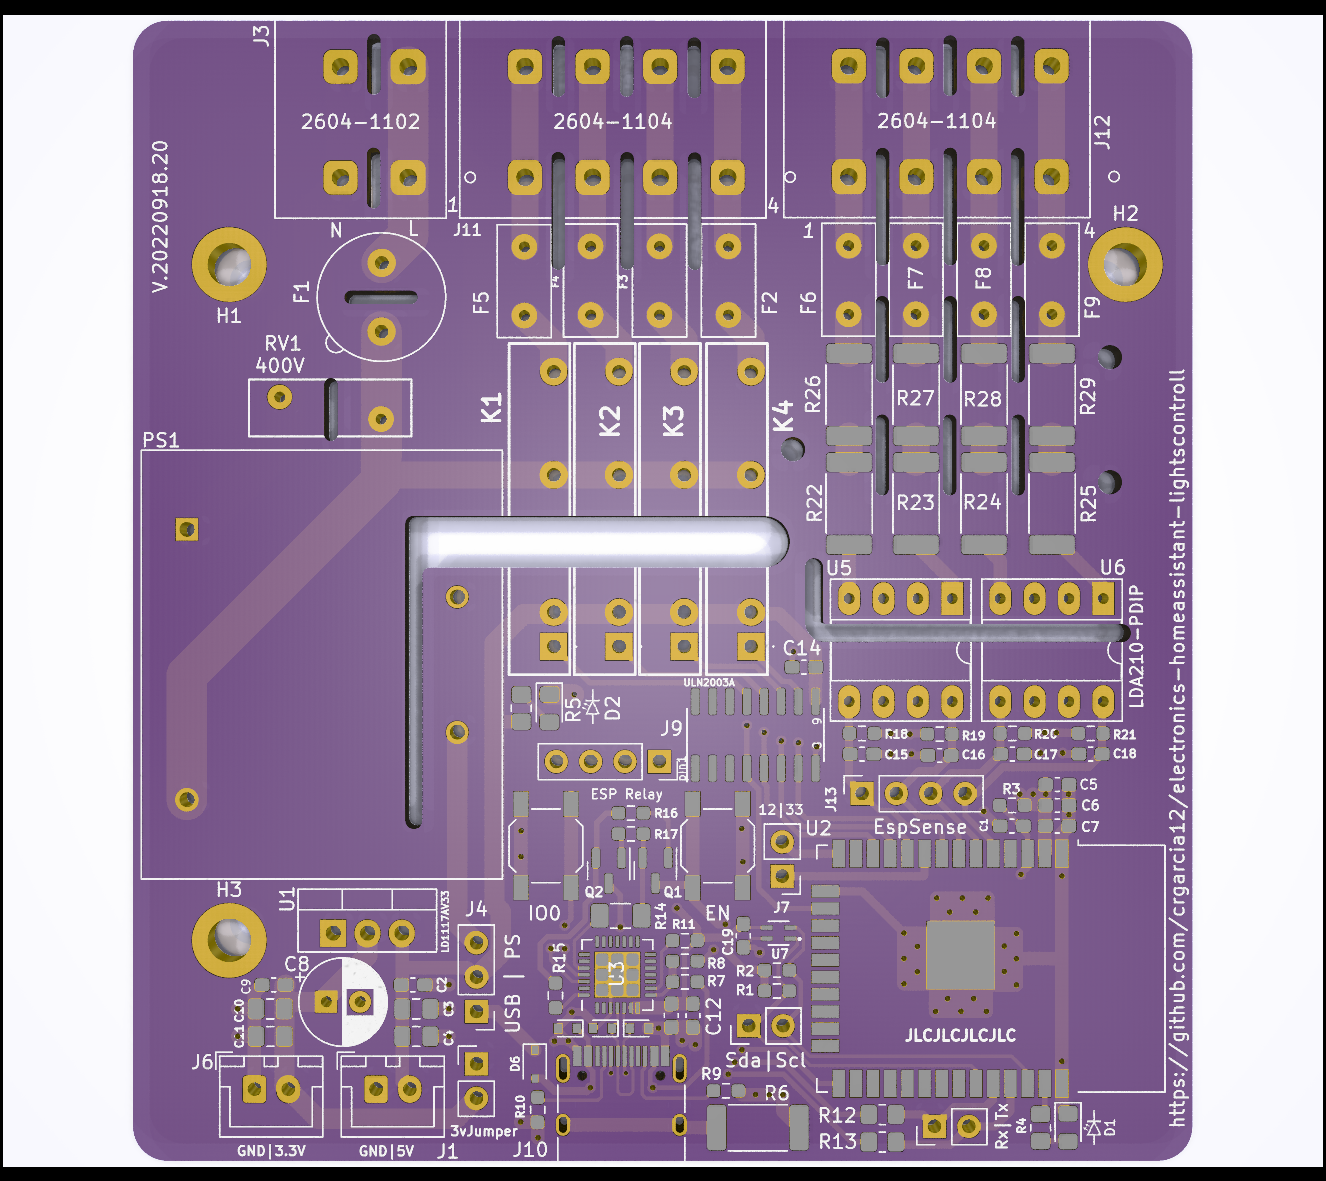 J3
2604-1102
2604-1104
2604-1104
J12
V.20220918.20
1
4
J11
1
4
H2
N
L
H1
F1
F5
F4
F3
F2
F6
F7
F8
F9
RV1
400V
K1
K2
K3
K4
R26
R27
R28
R29
PS1
R22
R23
R24
R25
U5
U6
LDA210-PDIP
C14
ULN2003A
R5
D2
J9
9
R18
R19
R20
R21
C15
C16
C17
C18
ESP Relay
R16
R17
12|33
U2
J13
EspSense
R3
C1
C5
C6
C7
H3
U1
LD1117AV33
J4
USB | PS
Q2
Q1
IO0
EN
R14
R11
J7
C19
U7
R15
U3
R8
R7
R2
R1
C12
C8
+
C9
C10
C11
C2
C3
Sda|Scl
JLCJLCJLCJLC
J6
D6
R10
R9
R6
R12
R13
Rx|Tx
R4
D1
3vJumper
GND|3.3V
GND|5V
J1
J10
https://github.com/crgarcia12/electronics-homeassistant-lightscontroll